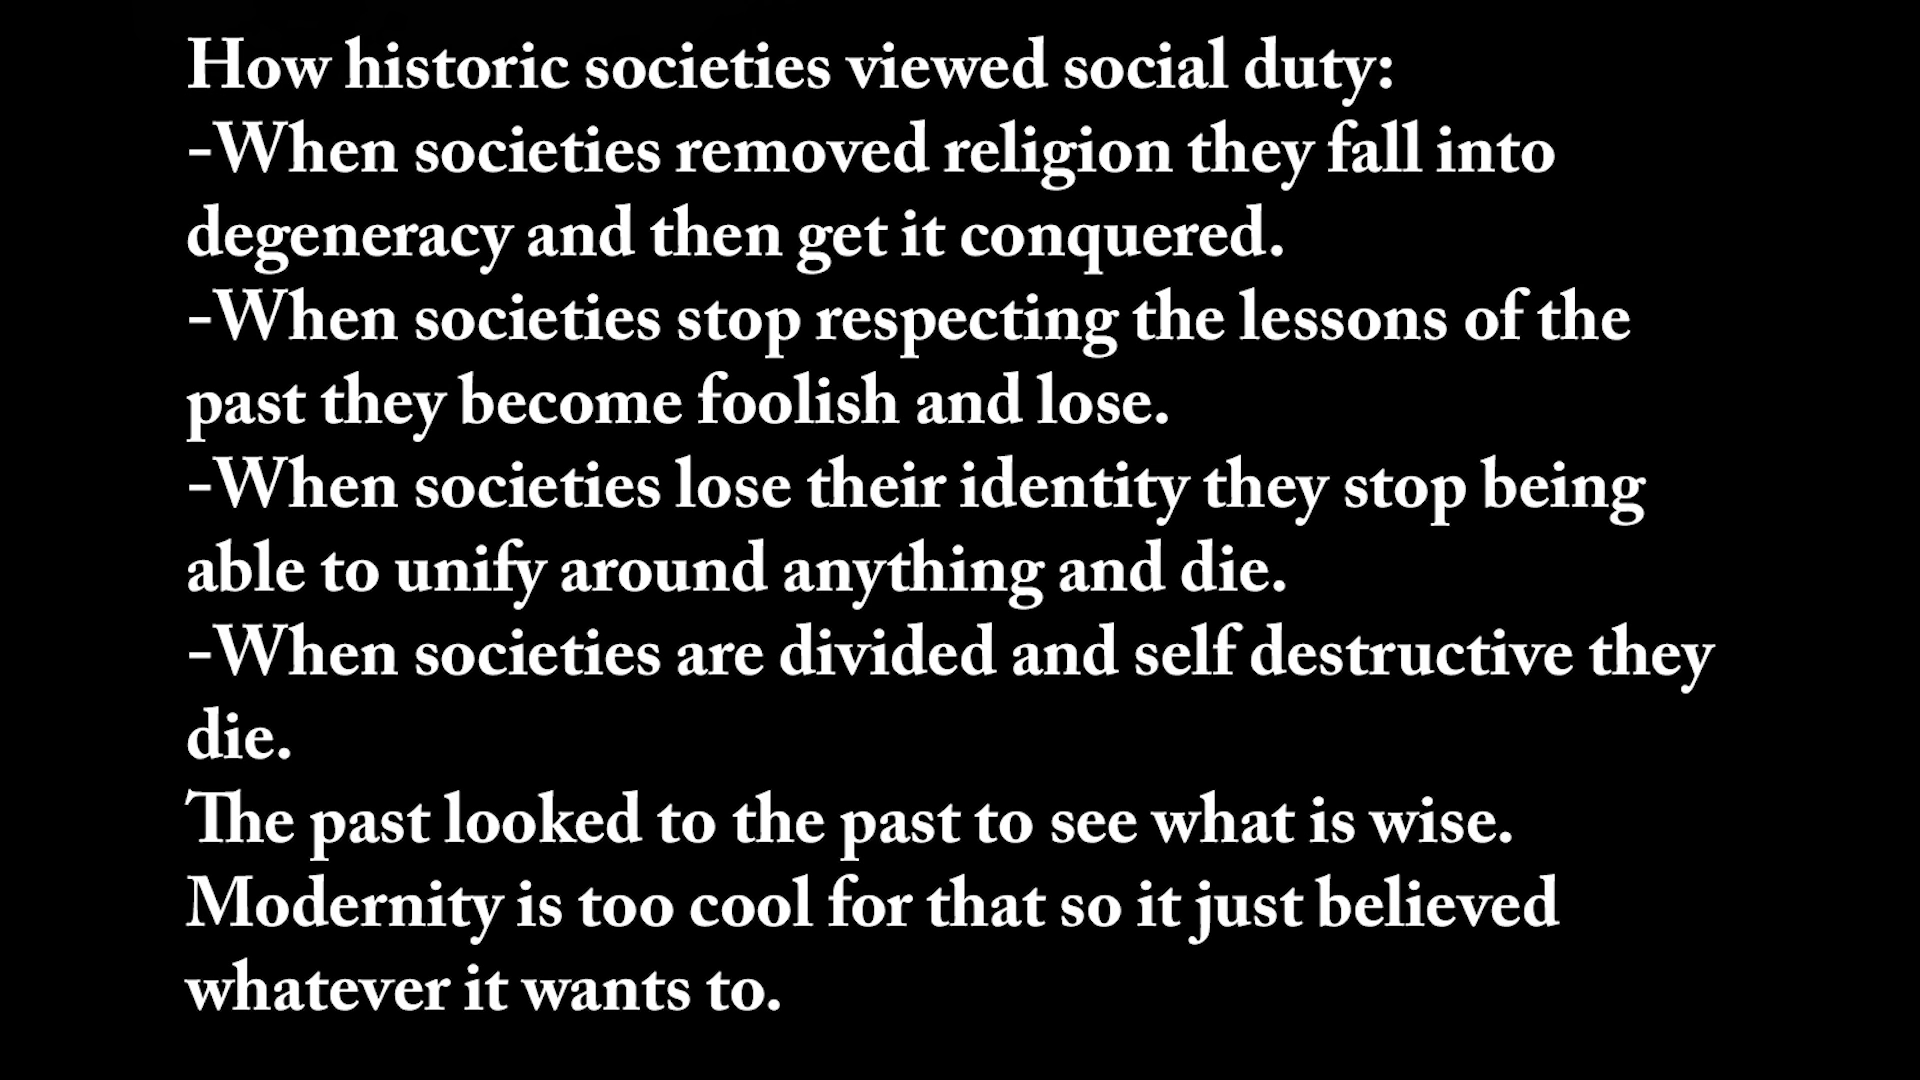 How historic societies viewed social duty:
-When societies removed religion they fall into
degeneracy and then get it conquered.
-When societies stop respecting the lessons of the
past they become foolish and lose.
-When societies lose their identity they stop being
able to unify around anything and die.
-When societies are divided and self destructive they
die.
The past looked to the past to see what is wise.
Modernity is too cool for that so it just believed
whatever it wants to.